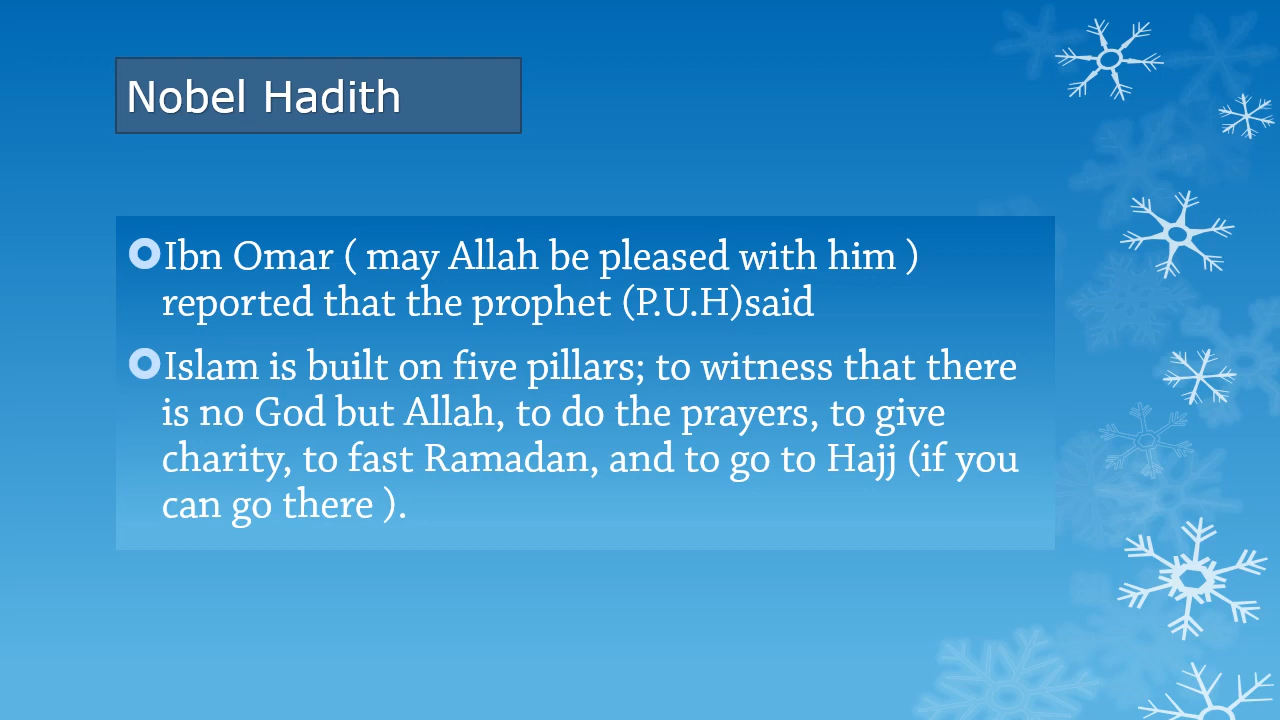 Nobel Hadith
Ibn Omar ( may Allah be pleased with him )
reported that the prophet (P.U.H)said
Islam is built on five pillars; to witness that there
is no God but Allah, to do the prayers, to give
charity, to fast Ramadan, and to go to Hajj (if you
can go there ).